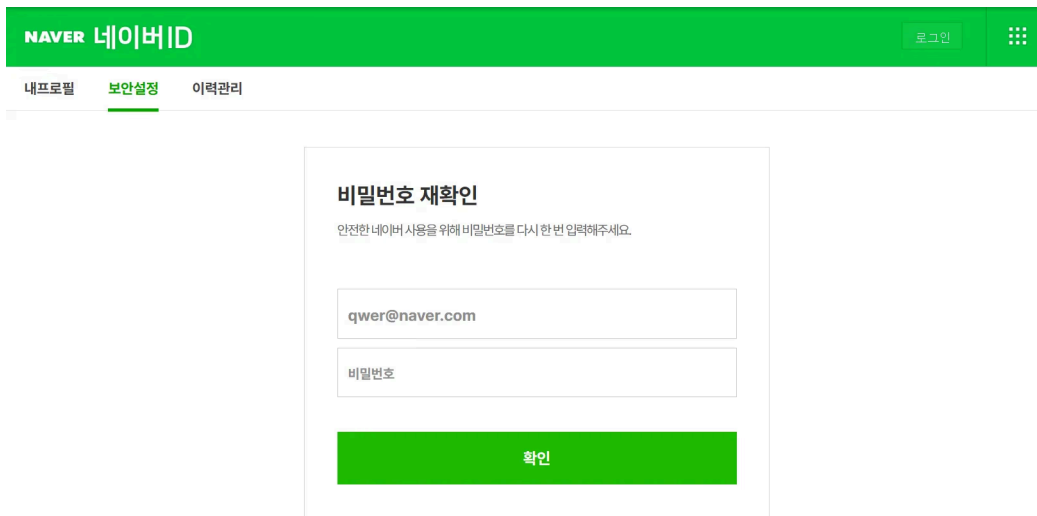 NAVER 네이버ID
로그인
내프로필 보안설정 이력관리
비밀번호 재확인
안전한 네이버 사용을 위해 비밀번호를 다시 한 번 입력해주세요.
qwer@naver.com
비밀번호
확인